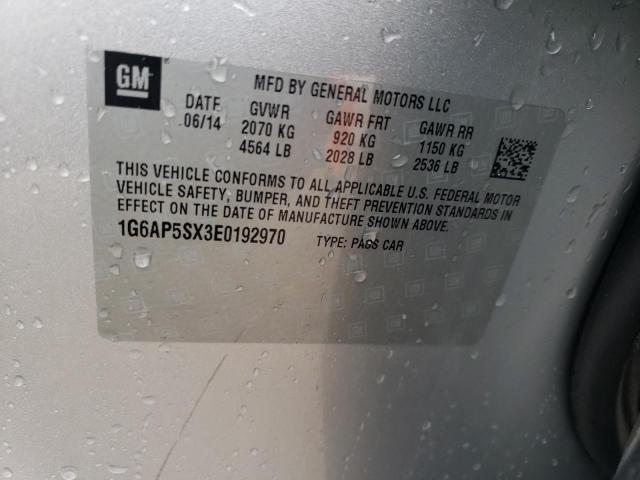 GM
MFD BY GENERAL MOTORS LLC
DATE GVWR GAWR FRT GAWR RR
06/14 2070 KG 920 KG 1150 KG
4564 LB 2028 LB 2536 LB
THIS VEHICLE CONFORMS TO ALL APPLICABLE U.S. FEDERAL MOTOR
VEHICLE SAFETY, BUMPER, AND THEFT PREVENTION STANDARDS IN
EFFECT ON THE DATE OF MANUFACTURE SHOWN ABOVE.
1G6AP5SX3E0192970 TYPE: PASS CAR